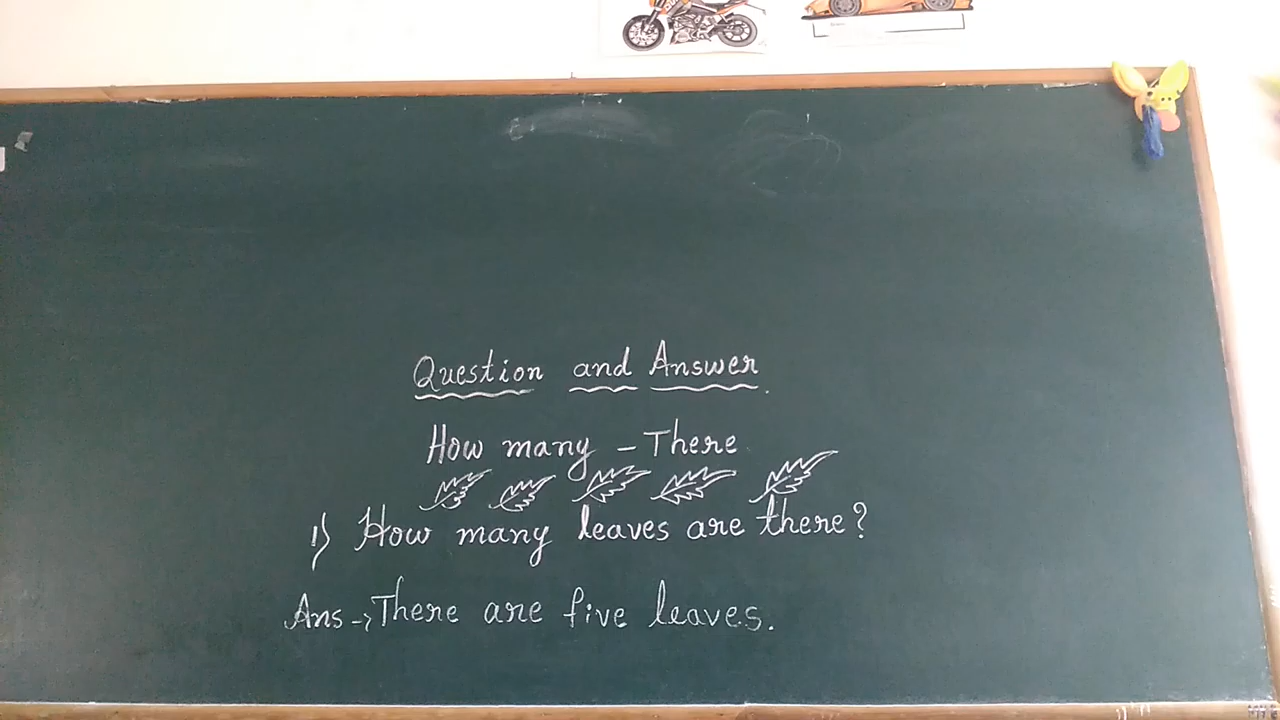 Question and Answer.
How many - There
1) How many leaves are there?
Ans → There are five leaves.